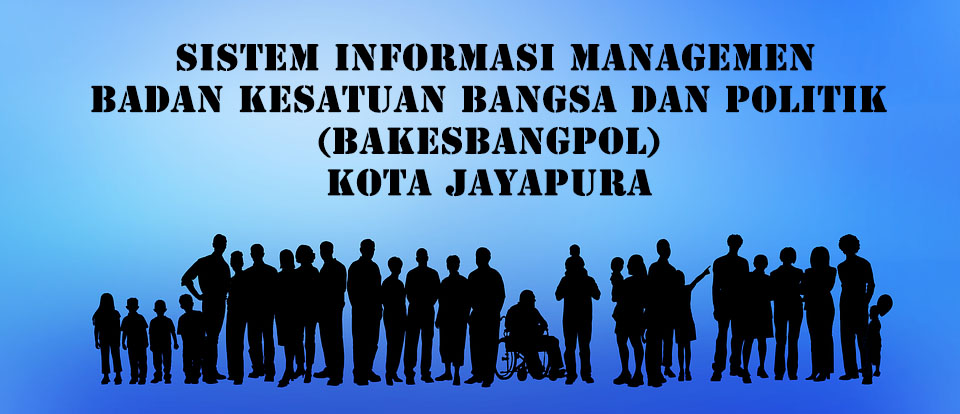 SISTEM INFORMASI MANAGEMEN
BADAN KESATUAN BANGSA DAN POLITIK
(BAKESBANGPOL)
KOTA JAYAPURA